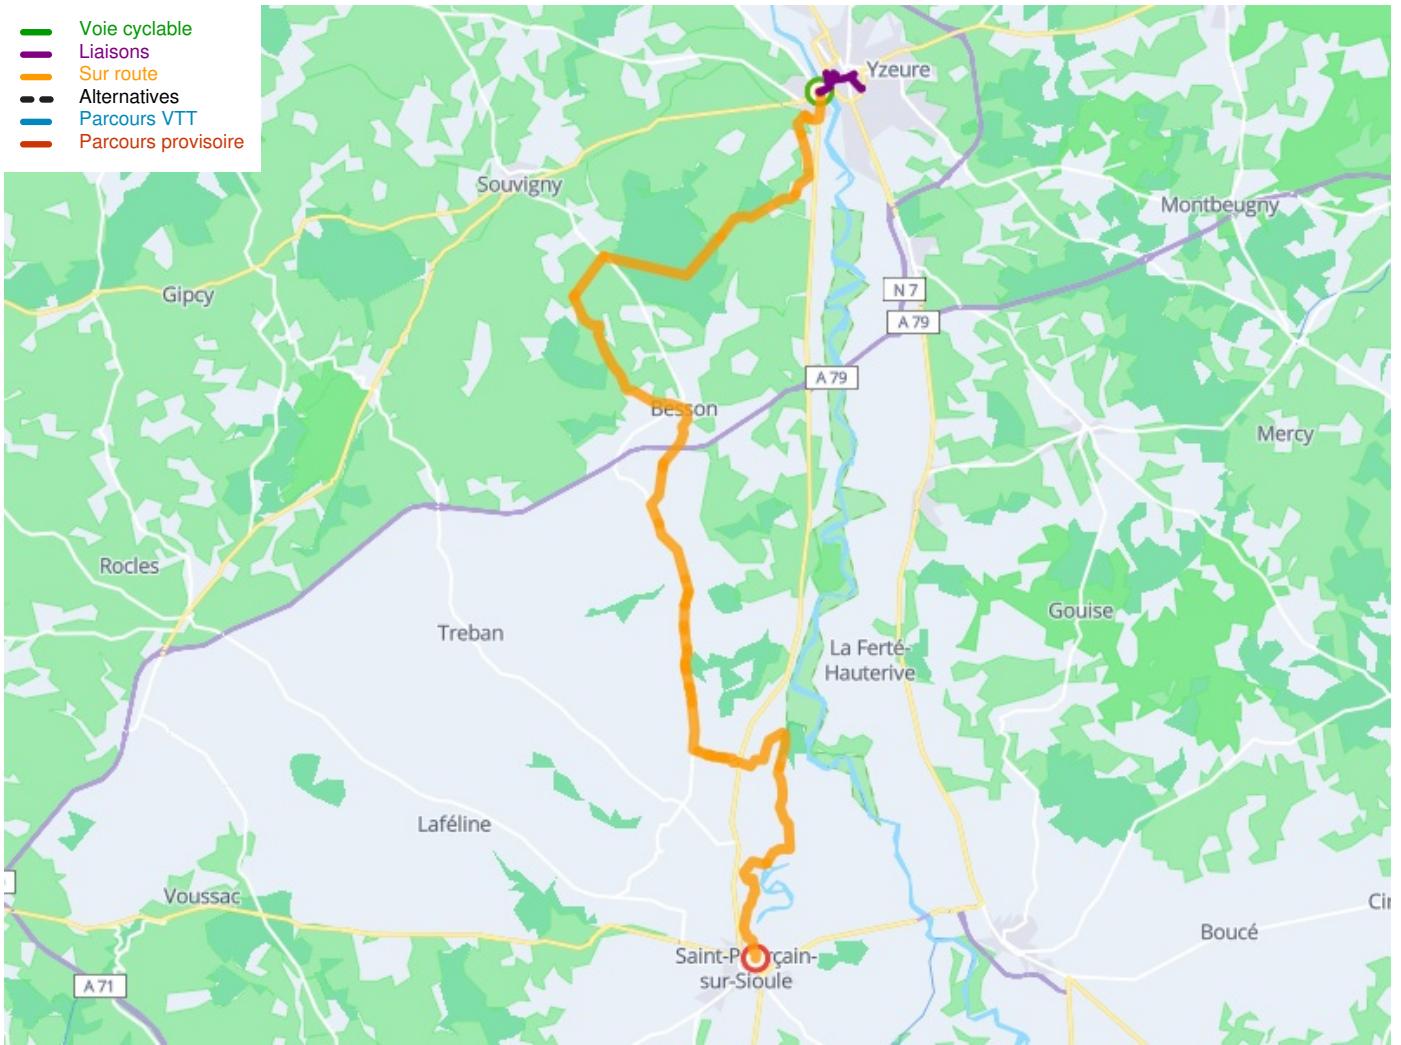 Voie cyclable
Liaisons
Sur route
Alternatives
Parcours VTT
Parcours provisoire
Yzeure
Souvigny
Montbeugny
Gipcy
N 7
A 79
A 79
Besson
Mercy
Rocles
Gouise
Treban
La Ferté-
Hauterive
Laféline
Voussac
Cin
Boucé
Saint-Pourçain-
sur-Sioule
A 71